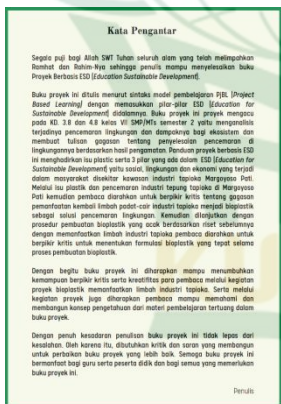 Kata Pengantar
Segala puji bagi Allah SWT Tuhan seluruh alam yang telah melimpahkan
Romhat dan Rahim-Nya sehingga penulis mampu menyelesaikan buku
Proyek Berbasis ESD (Education Sustainable Development).
Buku proyek ini ditulis menurut sintaks model pembelajaran PjBL (Project
Based Learning) dengan memasukkan pilar-pilar ESD (Education for
Sustainable Development) didalamnya. Buku proyek ini proyek mengacu
pada KD. 3.8 dan 4.8 kelas VII SMP/MTs semester 2 yaitu menganalisis
terjadinya pencemaran lingkungan dan dampaknya bagi ekosistem dan
membuat tulisan gagasan tentang penyelesaian pencemaran di
lingkungannya berdasarkan hasil pengamatan. Panduan proyek berbasis ESD
ini menghadirkan isu plastic serta 3 pilar yang ada dalam ESD (Education for
Sustainable Development) yaitu sosial, lingkungan dan ekonomi yang terjadi
dalam masyarakat disekitar kawasan industri tapioka Margoyoso Pati.
Melalui isu plastik dan pencemaran industri tepung tapioka di Margoyoso
Pati kemudian pembaca diarahkan untuk berpikir kritis tentang gagasan
pemanfaatan kembali limbah padat-cair industri tapioka menjadi bioplastik
sebagai solusi pencemaran lingkungan. Kemudian dilanjutkan dengan
prosedur pembuatan bioplastik yang acak berdasarkan riset sebelumnya
dengan memanfaatkan limbah industri tapioka pembaca diarahkan untuk
berpikir kritis untuk menentukan formulasi bioplastik yang tepat selama
proses pembuatan bioplastik.
Dengan begitu buku proyek ini diharapkan mampu menumbuhkan
kemampuan berpikir kritis serta kreatifitas para pembaca melalui kegiatan
proyek bioplastik memanfaatkan limbah industri tapioka. Serta melalui
kegiatan proyek juga diharapkan pembaca mampu memahami dan
membangun konsep pengetahuan dari materi pembelajaran tertuang dalam
buku proyek.
Dengan penuh kesadaran penulisan buku proyek ini tidak lepas dari
kesalahan. Oleh karena itu, dibutuhkan kritik dan saran yang membangun
untuk perbaikan buku proyek yang lebih baik. Semoga buku proyek ini
bermanfaat bagi guru serta peserta didik dan bagi semua yang memerlukan
buku proyek ini.
Penulis